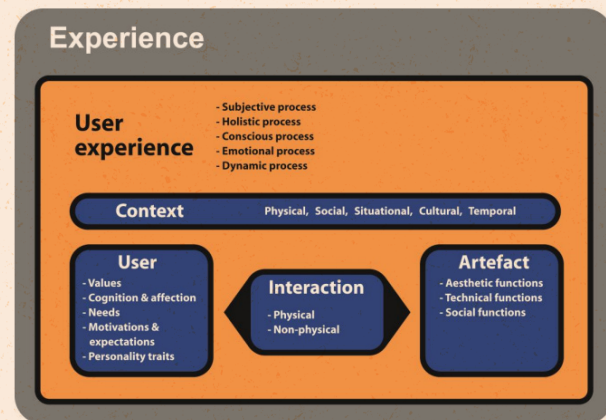 Experience
User
experience
- Subjective process
- Holistic process
- Conscious process
- Emotional process
- Dynamic process
Context
Physical, Social, Situational, Cultural, Temporal
User
- Values
- Cognition & affection
- Needs
- Motivations &
expectations
- Personality traits
Interaction
- Physical
- Non-physical
Artefact
- Aesthetic functions
- Technical functions
- Social functions